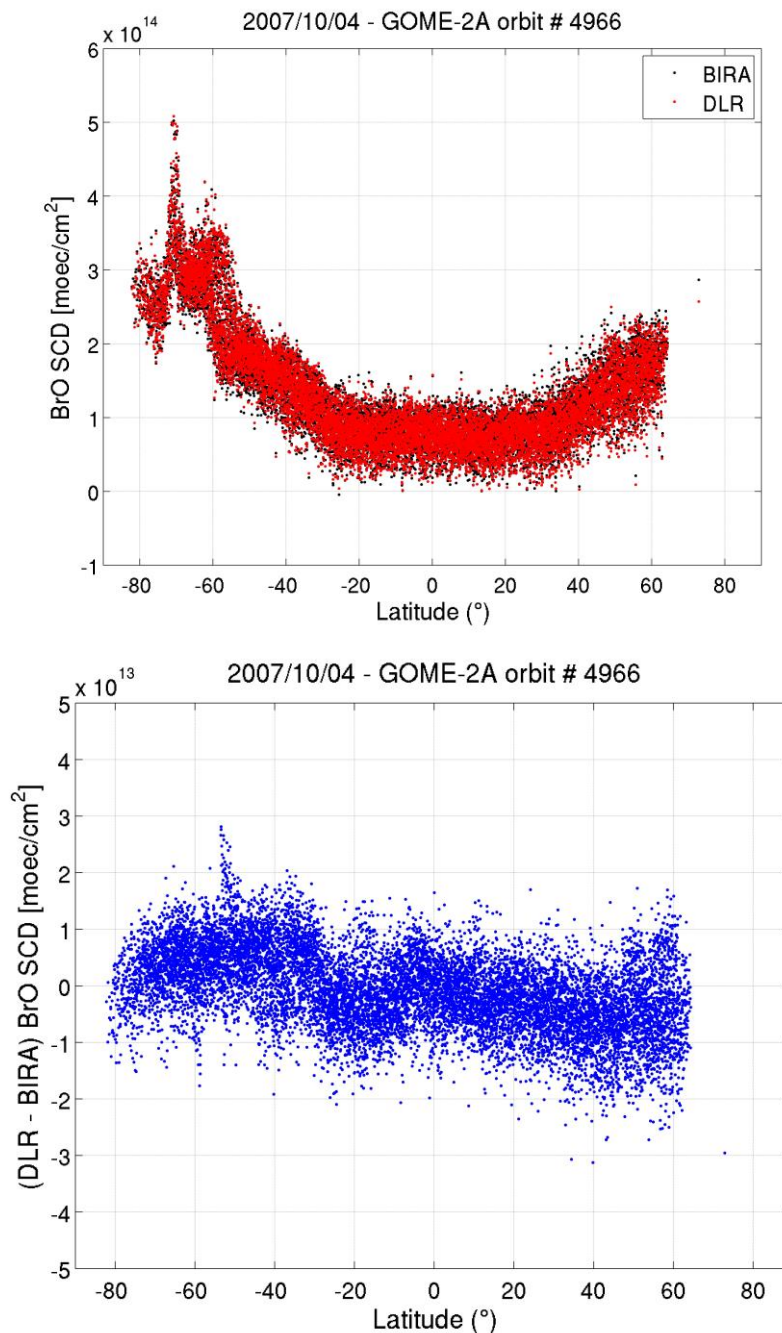 2007/10/04 - GOME-2A orbit # 4966
x 10^14
6
5
4
3
2
1
0
-1
BrO SCD [moec/cm²]
BIRA
DLR
-80 -60 -40 -20 0 20 40 60 80
Latitude (°)
2007/10/04 - GOME-2A orbit # 4966
x 10^13
5
4
3
2
1
0
-1
-2
-3
-4
-5
(DLR - BIRA) BrO SCD [moec/cm²]
-80 -60 -40 -20 0 20 40 60 80
Latitude (°)